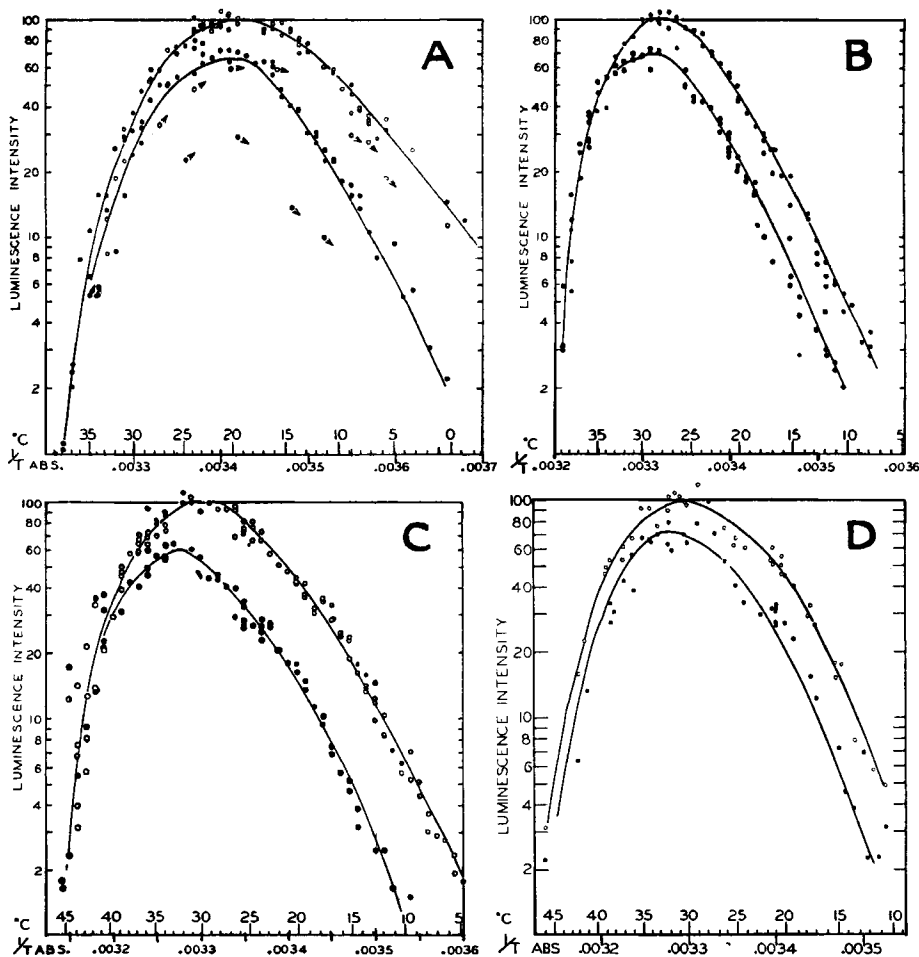 A
LUMINESCENCE INTENSITY
100
80
60
40
20
10
8
6
4
2
°C 35 30 25 20 15 10 5 0
1/T ABS. .0033 .0034 .0035 .0036 .0037
B
LUMINESCENCE INTENSITY
100
80
60
40
20
10
8
6
4
2
°C 35 30 25 20 15 10 5
1/T .0032 .0033 .0034 .0035 .0036
C
LUMINESCENCE INTENSITY
100
80
60
40
20
10
8
6
4
2
°C 45 40 35 30 25 20 15 10 5
1/T ABS. .0032 .0033 .0034 .0035 .0036
D
LUMINESCENCE INTENSITY
100
80
60
40
20
10
8
6
4
2
°C 45 40 35 30 25 20 15 10
1/T ABS .0032 .0033 .0034 .0035